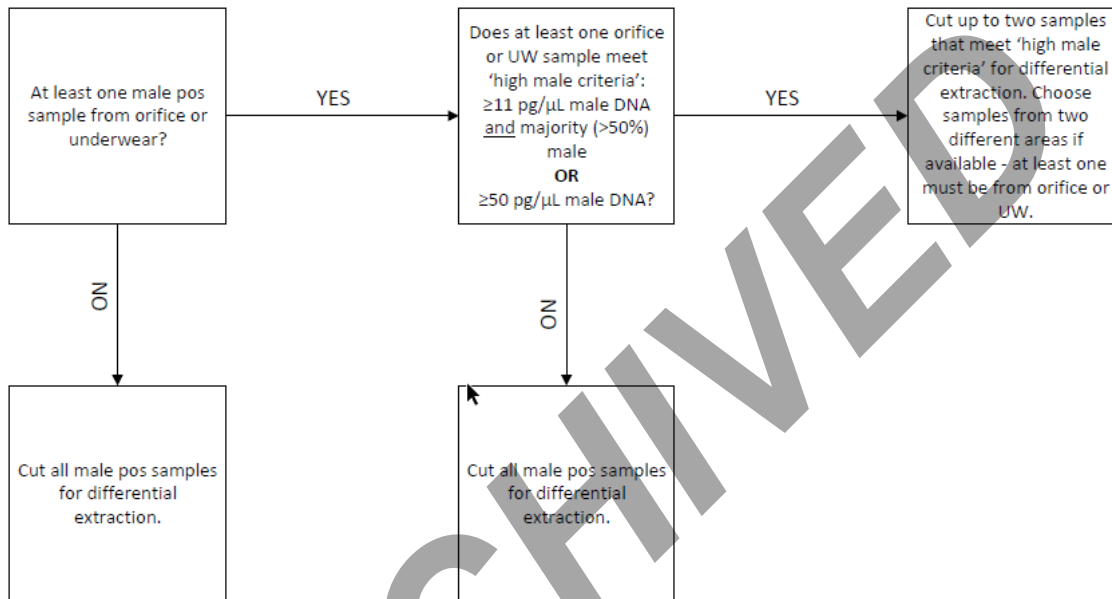 At least one male pos
sample from orifice or
underwear?
YES
Does at least one orifice
or UW sample meet
'high male criteria':
≥11 pg/µL male DNA
and majority (>50%)
male
OR
≥50 pg/µL male DNA?
YES
Cut up to two samples
that meet 'high male
criteria' for differential
extraction. Choose
samples from two
different areas if
available - at least one
must be from orifice or
UW.
NO
NO
Cut all male pos samples
for differential
extraction.
Cut all male pos samples
for differential
extraction.
CHIVED